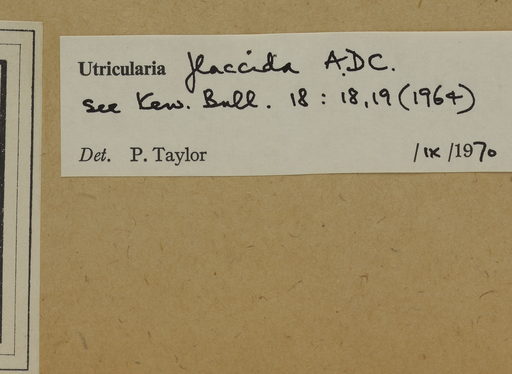 Utricularia flaccida A.DC.
see Kew. Bull. 18 : 18, 19 (1964)
Det. P. Taylor /IX/1970